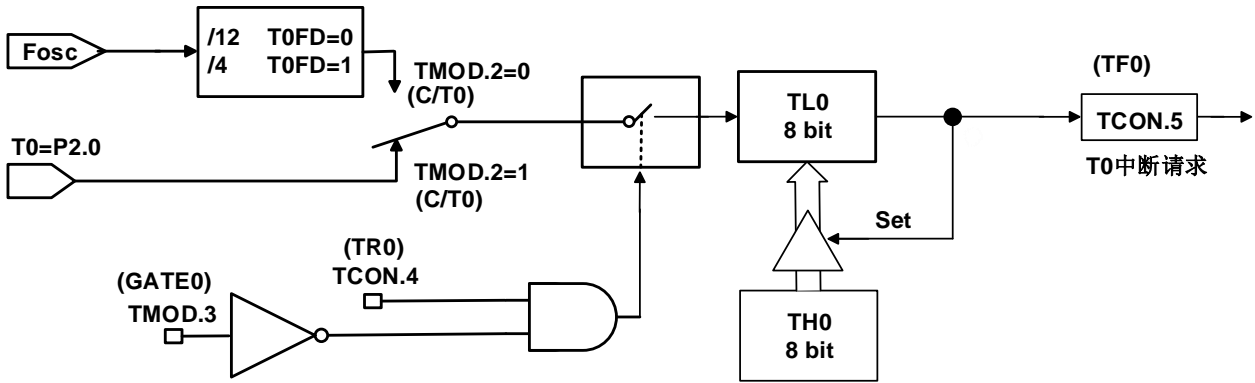 Fosc
/12 T0FD=0
/4 T0FD=1
TMOD.2=0
(C/T0)
T0=P2.0
TMOD.2=1
(C/T0)
TL0
8 bit
(TF0)
TCON.5
T0中断请求
Set
(TR0)
TCON.4
(GATE0)
TMOD.3
TH0
8 bit